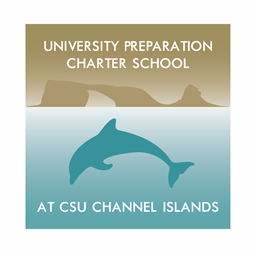 UNIVERSITY PREPARATION
CHARTER SCHOOL
AT CSU CHANNEL ISLANDS